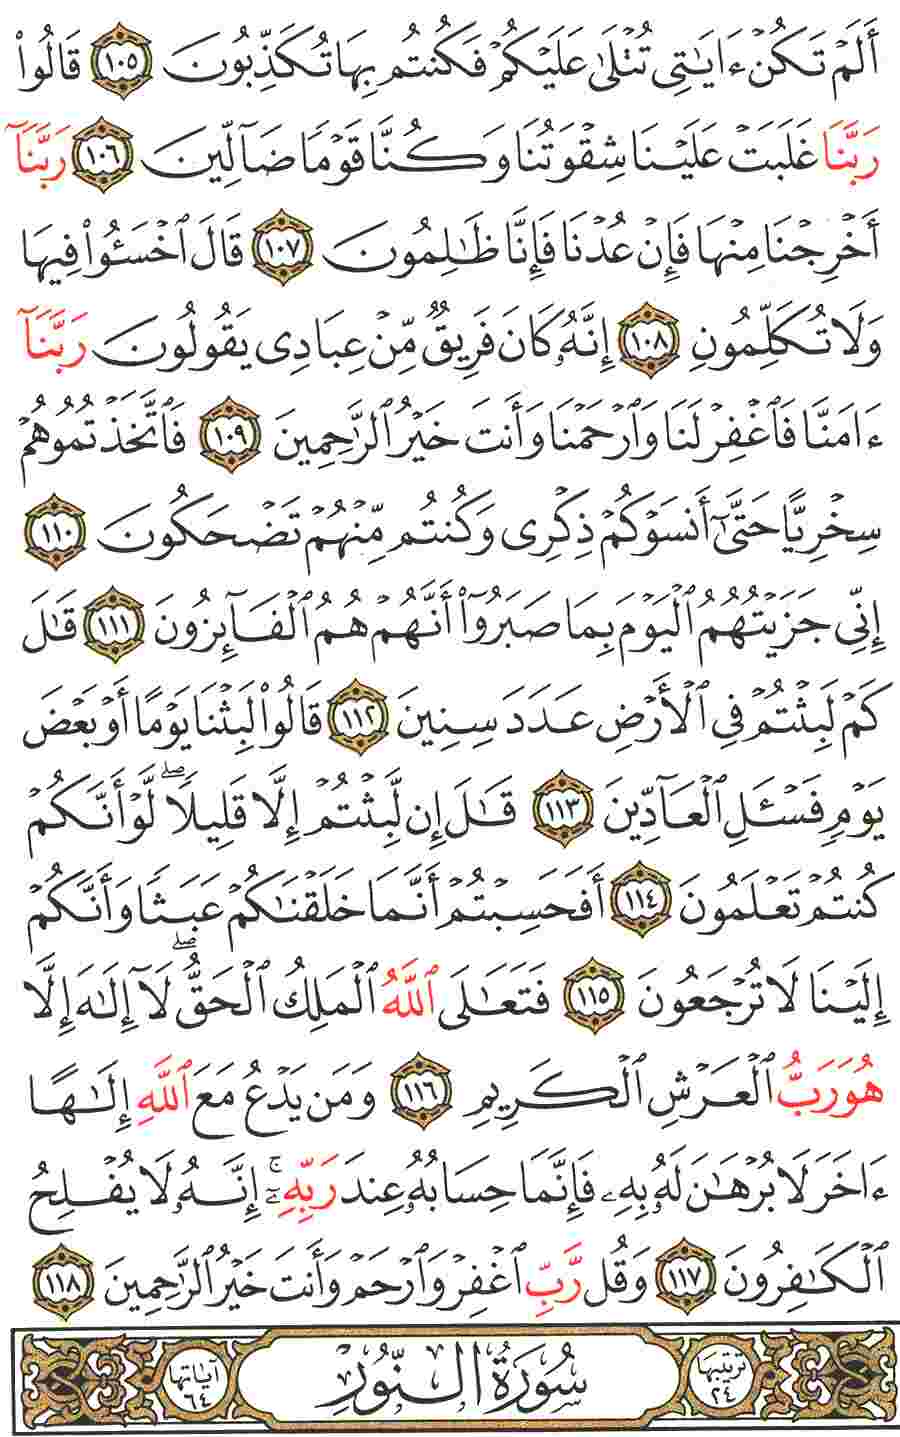 أَلَمْ تَكُنْ ءَايَـٰتِى تُتْلَىٰ عَلَيْكُمْ فَكُنتُم بِهَا تُكَذِّبُونَ ١٠٥ قَالُوا۟
رَبَّنَا غَلَبَتْ عَلَيْنَا شِقْوَتُنَا وَكُنَّا قَوْمًا ضَآلِّينَ ١٠٦ رَبَّنَآ
أَخْرِجْنَا مِنْهَا فَإِنْ عُدْنَا فَإِنَّا ظَـٰلِمُونَ ١٠٧ قَالَ ٱخْسَـُٔوا۟ فِيهَا
وَلَا تُكَلِّمُونِ ١٠٨ إِنَّهُۥ كَانَ فَرِيقٌ مِّنْ عِبَادِى يَقُولُونَ رَبَّنَآ
ءَامَنَّا فَٱغْفِرْ لَنَا وَٱرْحَمْنَا وَأَنتَ خَيْرُ ٱلرَّٰحِمِينَ ١٠٩ فَٱتَّخَذْتُمُوهُمْ
سِخْرِيًّا حَتَّىٰٓ أَنسَوْكُمْ ذِكْرِى وَكُنتُم مِّنْهُمْ تَضْحَكُونَ ١١٠
إِنِّى جَزَيْتُهُمُ ٱلْيَوْمَ بِمَا صَبَرُوٓا۟ أَنَّهُمْ هُمُ ٱلْفَآئِزُونَ ١١١ قَـٰلَ
كَمْ لَبِثْتُمْ فِى ٱلْأَرْضِ عَدَدَ سِنِينَ ١١٢ قَالُوا۟ لَبِثْنَا يَوْمًا أَوْ بَعْضَ
يَوْمٍ فَسْـَٔلِ ٱلْعَآدِّينَ ١١٣ قَـٰلَ إِن لَّبِثْتُمْ إِلَّا قَلِيلًا ۖ لَّوْ أَنَّكُمْ
كُنتُمْ تَعْلَمُونَ ١١٤ أَفَحَسِبْتُمْ أَنَّمَا خَلَقْنَـٰكُمْ عَبَثًا وَأَنَّكُمْ
إِلَيْنَا لَا تُرْجَعُونَ ١١٥ فَتَعَـٰلَى ٱللَّهُ ٱلْمَلِكُ ٱلْحَقُّ ۖ لَآ إِلَـٰهَ إِلَّا
هُوَ رَبُّ ٱلْعَرْشِ ٱلْكَرِيمِ ١١٦ وَمَن يَدْعُ مَعَ ٱللَّهِ إِلَـٰهًا
ءَاخَرَ لَا بُرْهَـٰنَ لَهُۥ بِهِۦ فَإِنَّمَا حِسَابُهُۥ عِندَ رَبِّهِۦٓ ۚ إِنَّهُۥ لَا يُفْلِحُ
ٱلْكَـٰفِرُونَ ١١٧ وَقُل رَّبِّ ٱغْفِرْ وَٱرْحَمْ وَأَنتَ خَيْرُ ٱلرَّٰحِمِينَ ١١٨
ترتيبها ٢٤ سُورَةُ النُّورِ آياتها ٦٤